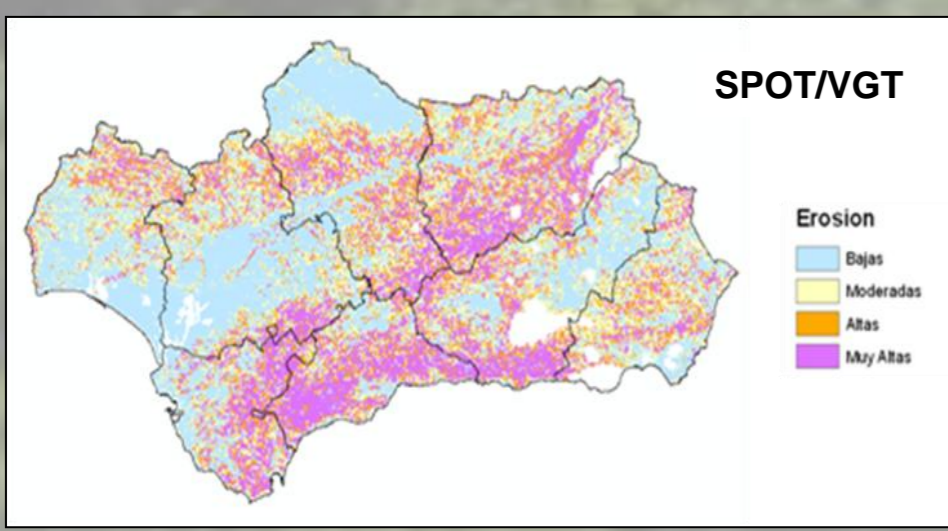 SPOT/VGT
Erosion
Bajas
Moderadas
Altas
Muy Altas